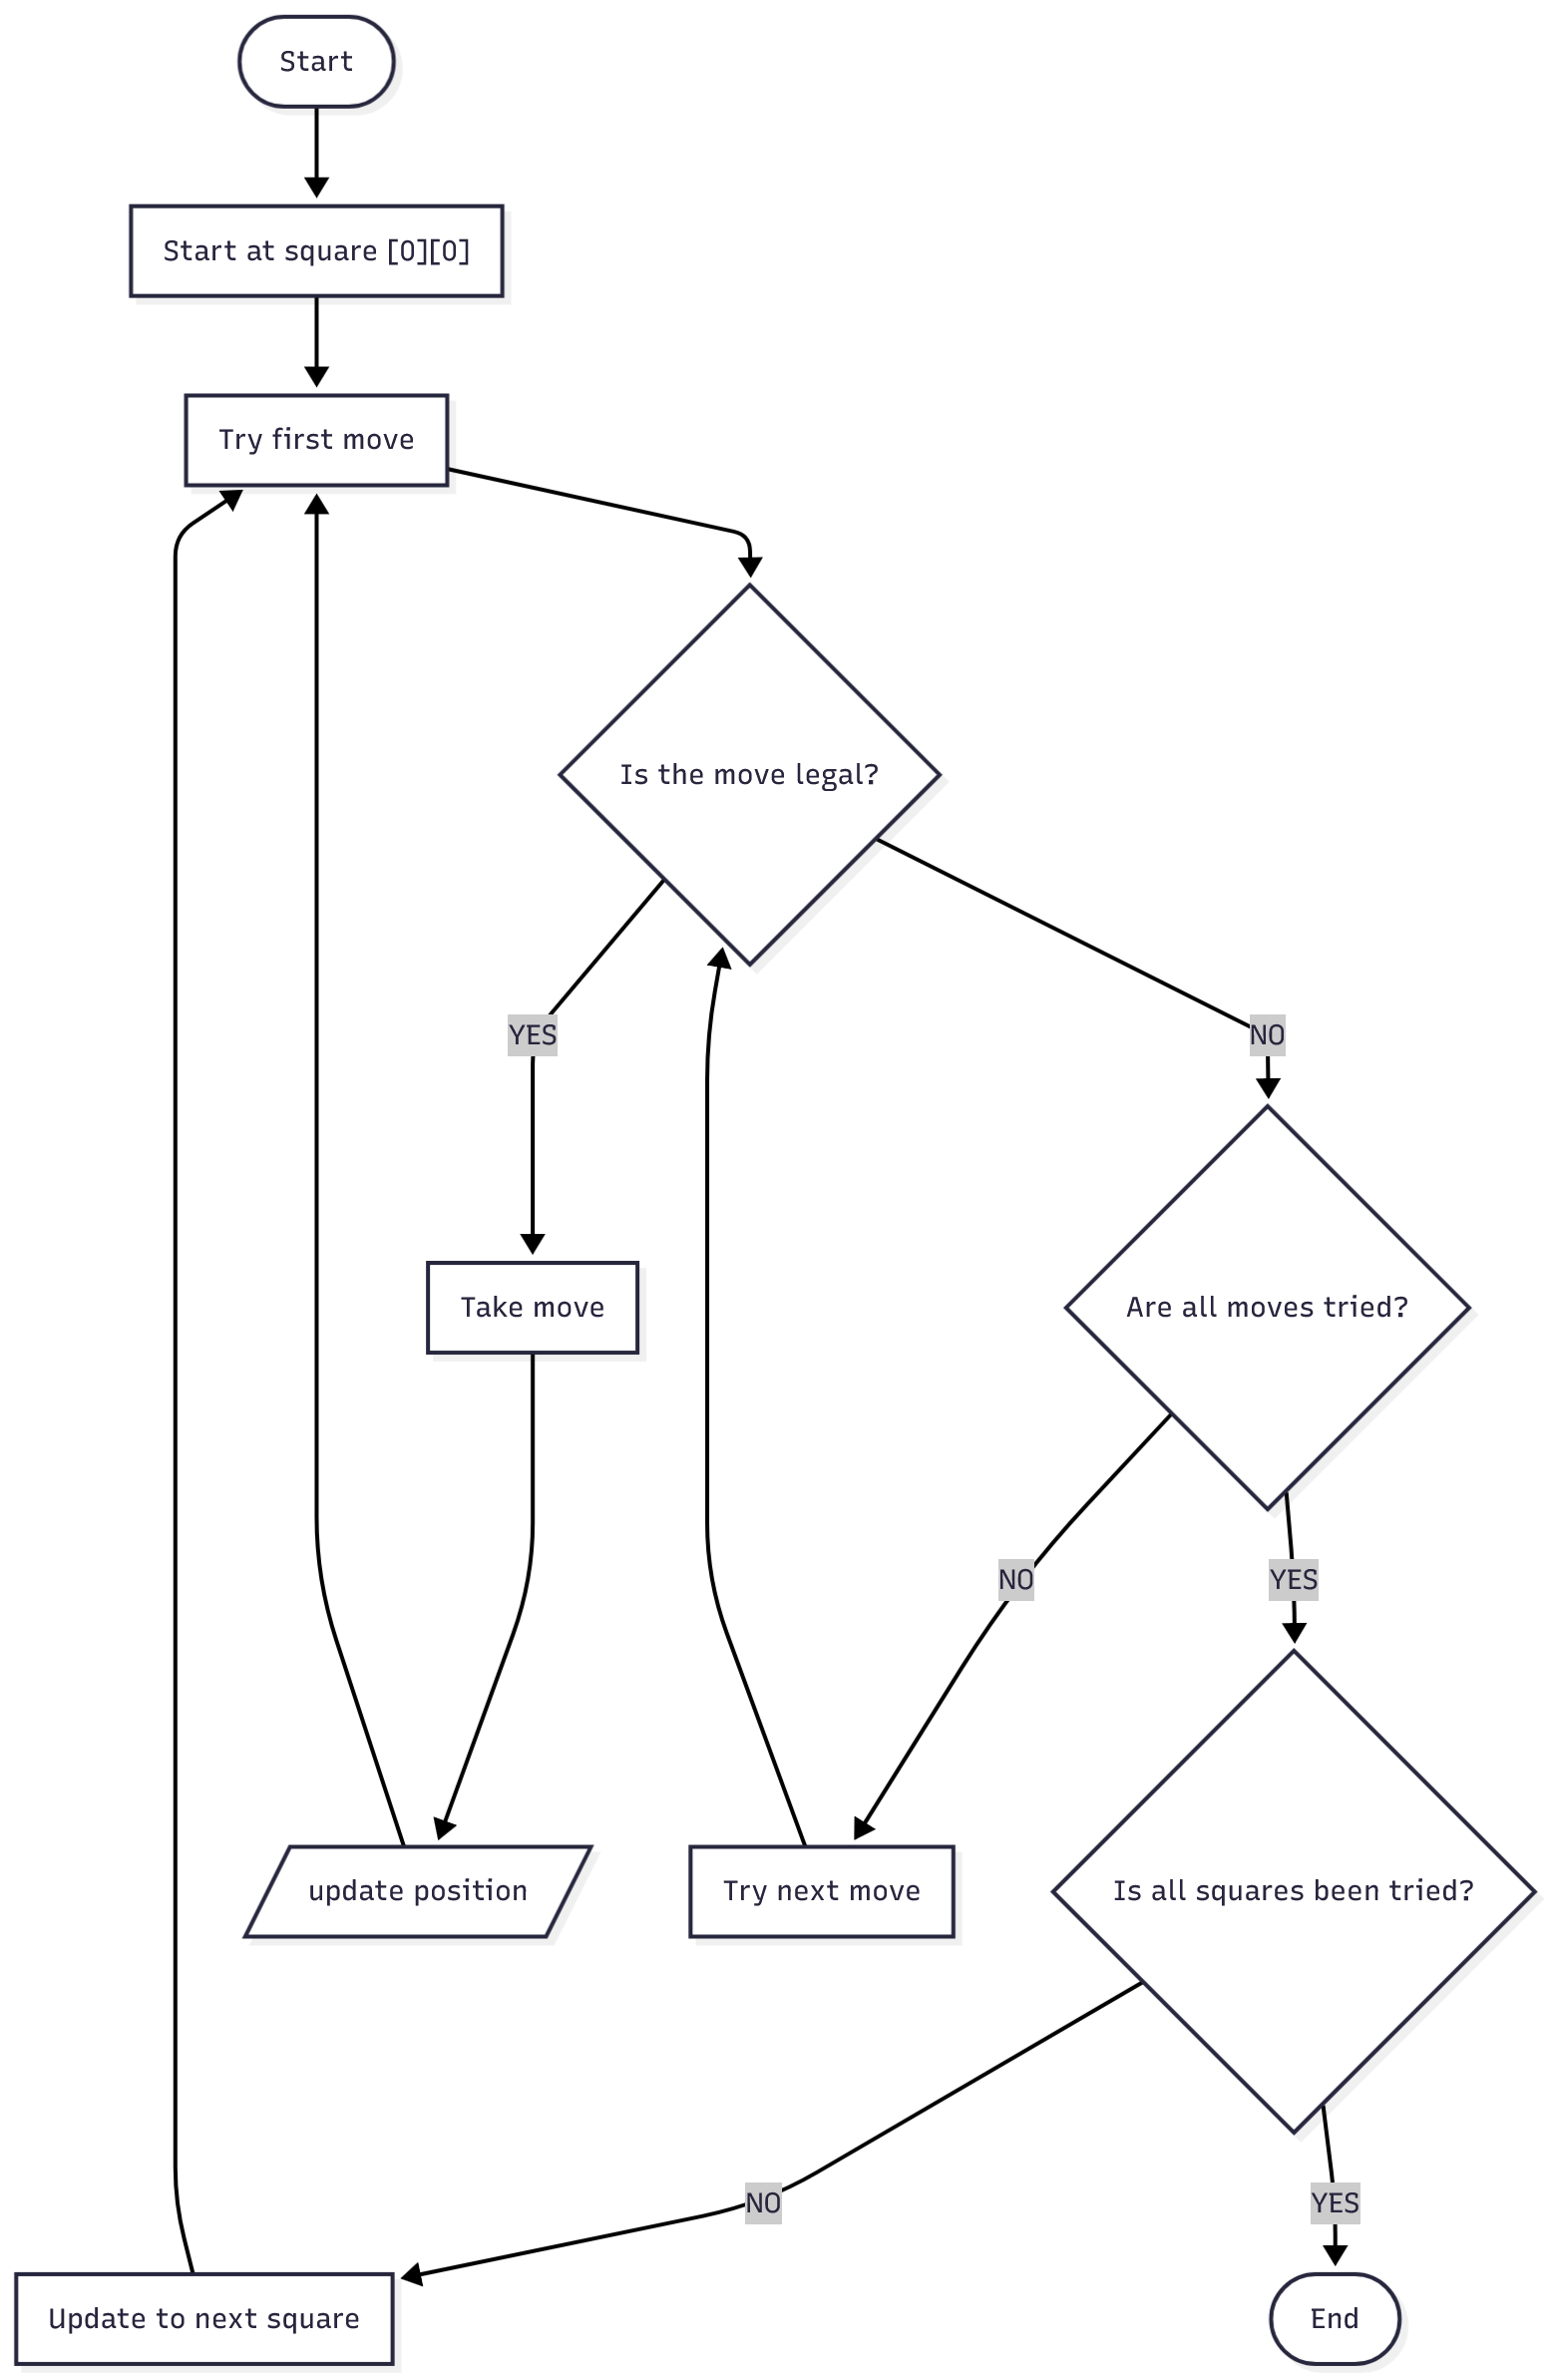 Start
Start at square [0][0]
Try first move
Is the move legal?
YES
NO
Take move
Are all moves tried?
NO
YES
update position
Try next move
Is all squares been tried?
NO
YES
Update to next square
End